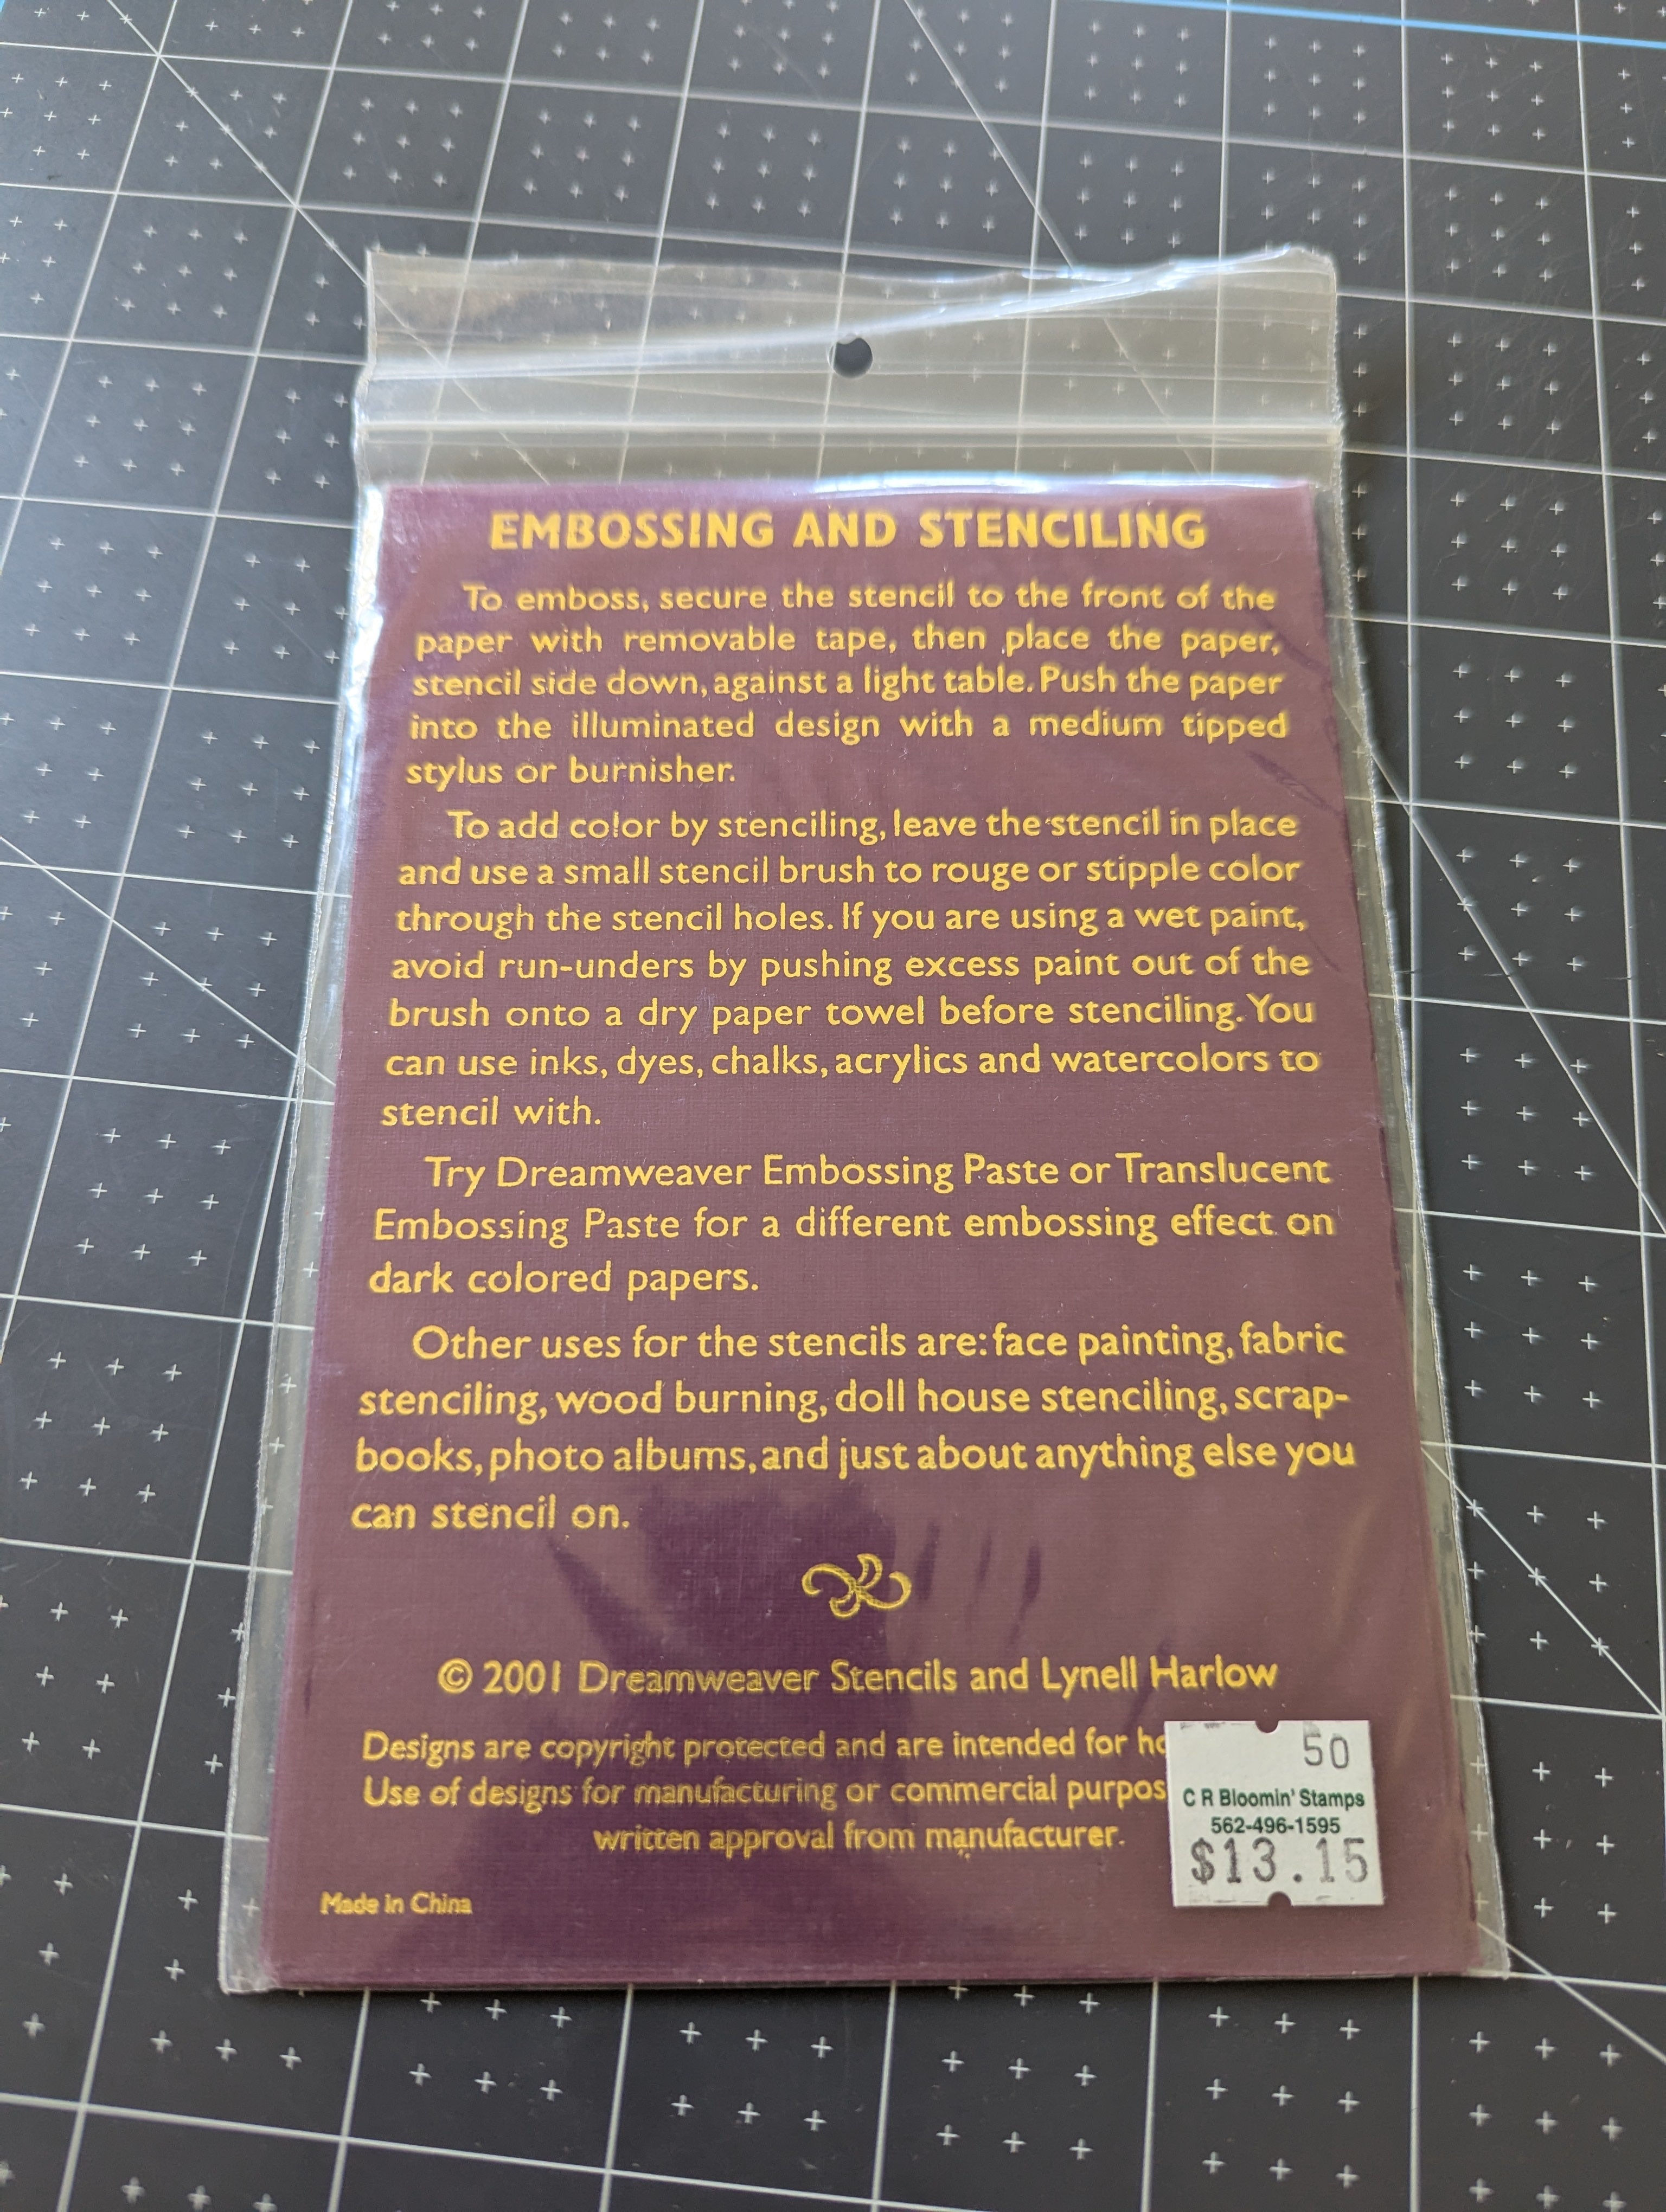 EMBOSSING AND STENCILING
To emboss, secure the stencil to the front of the
paper with removable tape, then place the paper,
stencil side down, against a light table. Push the paper
into the illuminated design with a medium tipped
stylus or burnisher.
To add color by stenciling, leave the stencil in place
and use a small stencil brush to rouge or stipple color
through the stencil holes. If you are using a wet paint,
avoid run-unders by pushing excess paint out of the
brush onto a dry paper towel before stenciling. You
can use inks, dyes, chalks, acrylics and watercolors to
stencil with.
Try Dreamweaver Embossing Paste or Translucent
Embossing Paste for a different embossing effect on
dark colored papers.
Other uses for the stencils are: face painting, fabric
stenciling, wood burning, doll house stenciling, scrap-
books, photo albums, and just about anything else you
can stencil on.
© 2001 Dreamweaver Stencils and Lynell Harlow
Designs are copyright protected and are intended for
Use of designs for manufacturing or commercial
written approval from manufacturer.
Made in China
50
C R Bloomin' Stamps
562-496-1595
$13.15